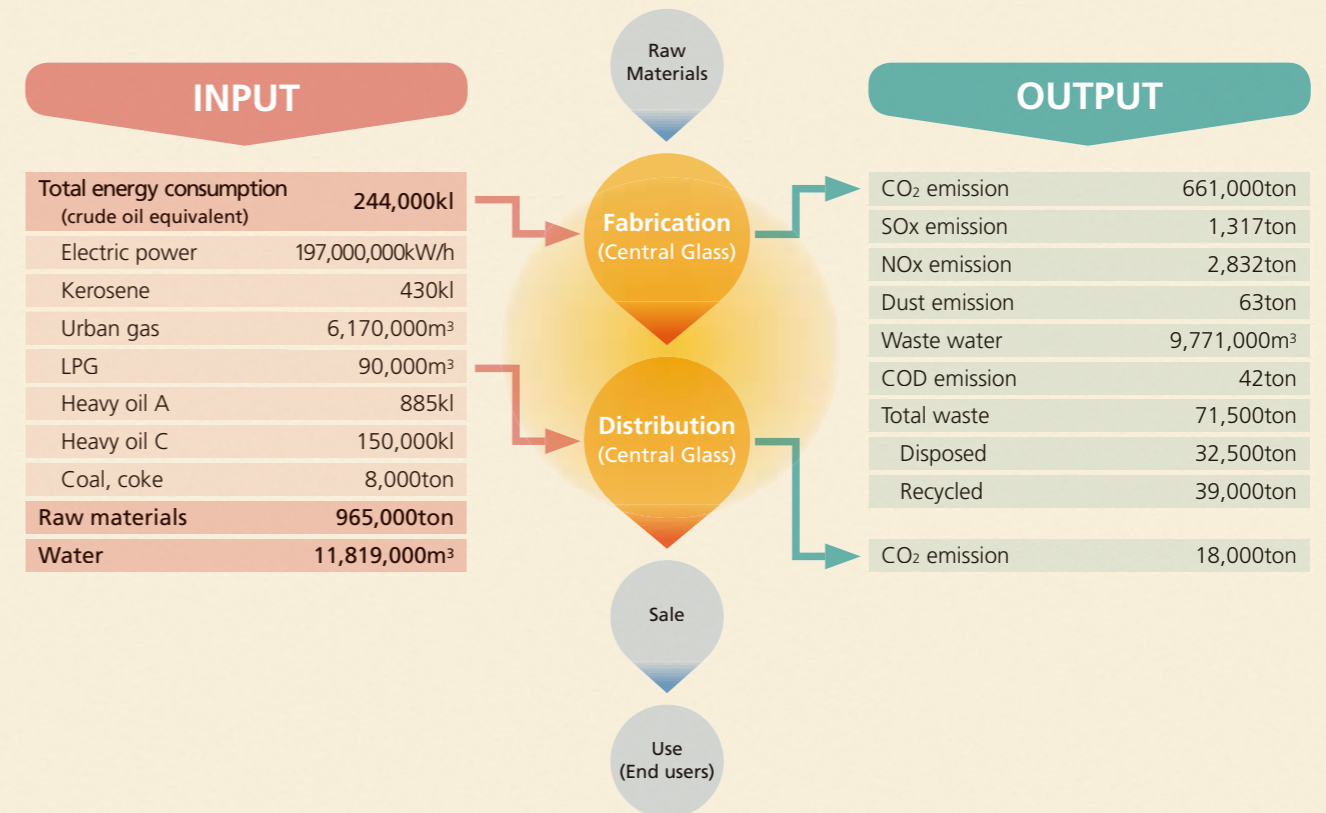 INPUT
Total energy consumption
(crude oil equivalent)
244,000kl
Electric power 197,000,000kW/h
Kerosene 430kl
Urban gas 6,170,000m³
LPG 90,000m³
Heavy oil A 885kl
Heavy oil C 150,000kl
Coal, coke 8,000ton
Raw materials 965,000ton
Water 11,819,000m³
Raw
Materials
Fabrication
(Central Glass)
Distribution
(Central Glass)
Sale
Use
(End users)
OUTPUT
CO₂ emission 661,000ton
SOx emission 1,317ton
NOx emission 2,832ton
Dust emission 63ton
Waste water 9,771,000m³
COD emission 42ton
Total waste 71,500ton
Disposed 32,500ton
Recycled 39,000ton
CO₂ emission 18,000ton